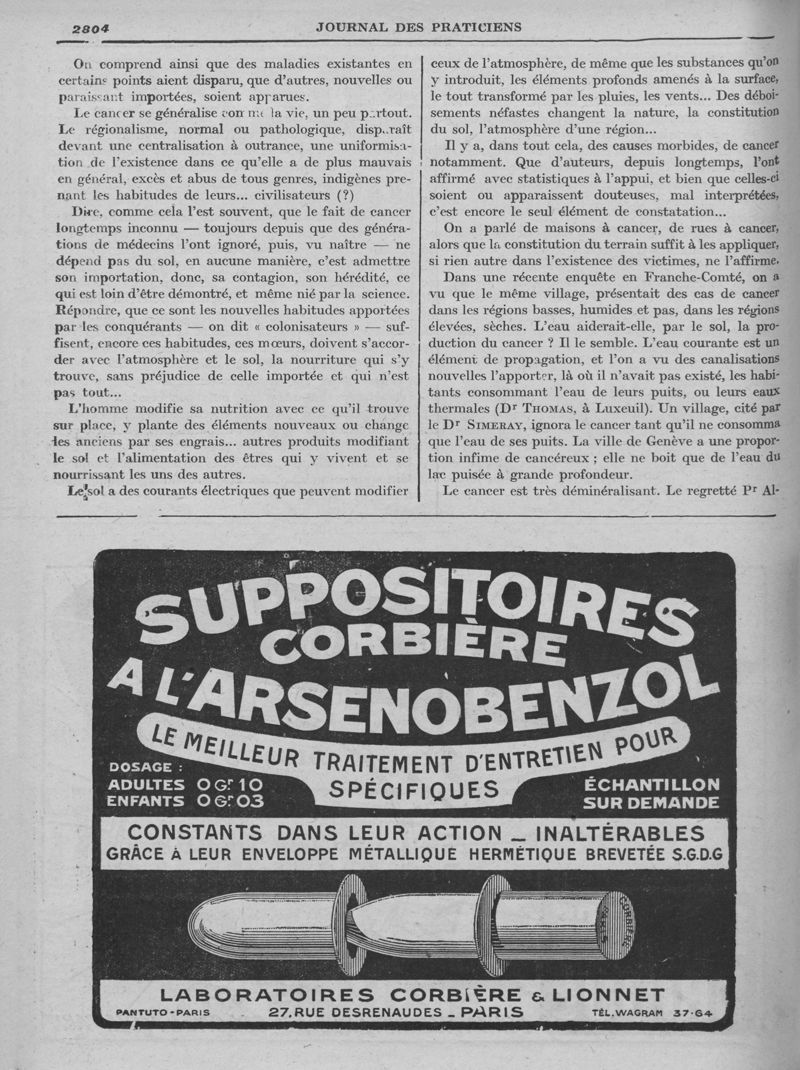 2804
JOURNAL DES PRATICIENS
On comprend ainsi que des maladies existantes en
certains points aient disparu, que d'autres, nouvelles ou
paraissant importées, soient apparues.
Le cancer se généralise comme la vie, un peu partout.
Le régionalisme, normal ou pathologique, disparaît
devant une centralisation à outrance, une uniformisa-
tion de l'existence dans ce qu'elle a de plus mauvais
en général, excès et abus de tous genres, indigènes pre-
nant les habitudes de leurs... civilisateurs (?)
Dire, comme cela l'est souvent, que le fait de cancer
longtemps inconnu — toujours depuis que des généra-
tions de médecins l'ont ignoré, puis, vu naître — ne
dépend pas du sol, en aucune manière, c'est admettre
son importation, donc, sa contagion, son hérédité, ce
qui est loin d'être démontré, et même nié par la science.
Répondre, que ce sont les nouvelles habitudes apportées
par les conquérants — on dit « colonisateurs » — suf-
fisent, encore ces habitudes, ces mœurs, doivent s'accor-
der avec l'atmosphère et le sol, la nourriture qui s'y
trouve, sans préjudice de celle importée et qui n'est
pas tout...
L'homme modifie sa nutrition avec ce qu'il trouve
sur place, y plante des éléments nouveaux ou change
les anciens par ses engrais... autres produits modifiant
le sol et l'alimentation des êtres qui y vivent et se
nourrissant les uns des autres.
Le sol a des courants électriques que peuvent modifier
ceux de l'atmosphère, de même que les substances qu'on
y introduit, les éléments profonds amenés à la surface,
le tout transformé par les pluies, les vents... Des déboi-
sements néfastes changent la nature, la constitution
du sol, l'atmosphère d'une région...
Il y a, dans tout cela, des causes morbides, de cancer
notamment. Que d'auteurs, depuis longtemps, l'ont
affirmé avec statistiques à l'appui, et bien que celles-ci
soient ou apparaissent douteuses, mal interprétées,
c'est encore le seul élément de constatation...
On a parlé de maisons à cancer, de rues à cancer,
alors que la constitution du terrain suffit à les appliquer,
si rien autre dans l'existence des victimes, ne l'affirme.
Dans une récente enquête en Franche-Comté, on a
vu que le même village, présentait des cas de cancer
dans les régions basses, humides et pas, dans les régions
élevées, sèches. L'eau aiderait-elle, par le sol, la pro-
duction du cancer ? Il le semble. L'eau courante est un
élément de propagation, et l'on a vu des canalisations
nouvelles l'apporter, là où il n'avait pas existé, les habi-
tants consommant l'eau de leurs puits, ou leurs eaux
thermales (Dr THOMAS, à Luxeuil). Un village, cité par
le Dr SIMERAY, ignora le cancer tant qu'il ne consomma
que l'eau de ses puits. La ville de Genève a une propor-
tion infime de cancéreux ; elle ne boit que de l'eau du
lac puisée à grande profondeur.
Le cancer est très déminéralisant. Le regretté Pr Al-
SUPPOSITOIRES
CORBIÈRE
A L'ARSENOBENZOL
LE MEILLEUR TRAITEMENT D'ENTRETIEN POUR
SPÉCIFIQUES
DOSAGE :
ADULTES 0 Gr 10
ENFANTS 0 Gr 03
ÉCHANTILLON
SUR DEMANDE
CONSTANTS DANS LEUR ACTION _ INALTÉRABLES
GRÂCE À LEUR ENVELOPPE MÉTALLIQUE HERMÉTIQUE BREVETÉE S.G.D.G
CORBIÈRE
PARIS
LABORATOIRES CORBIÈRE & LIONNET
PANTUTO - PARIS
27, RUE DESRENAUDES _ PARIS
TÉL. WAGRAM 37-64